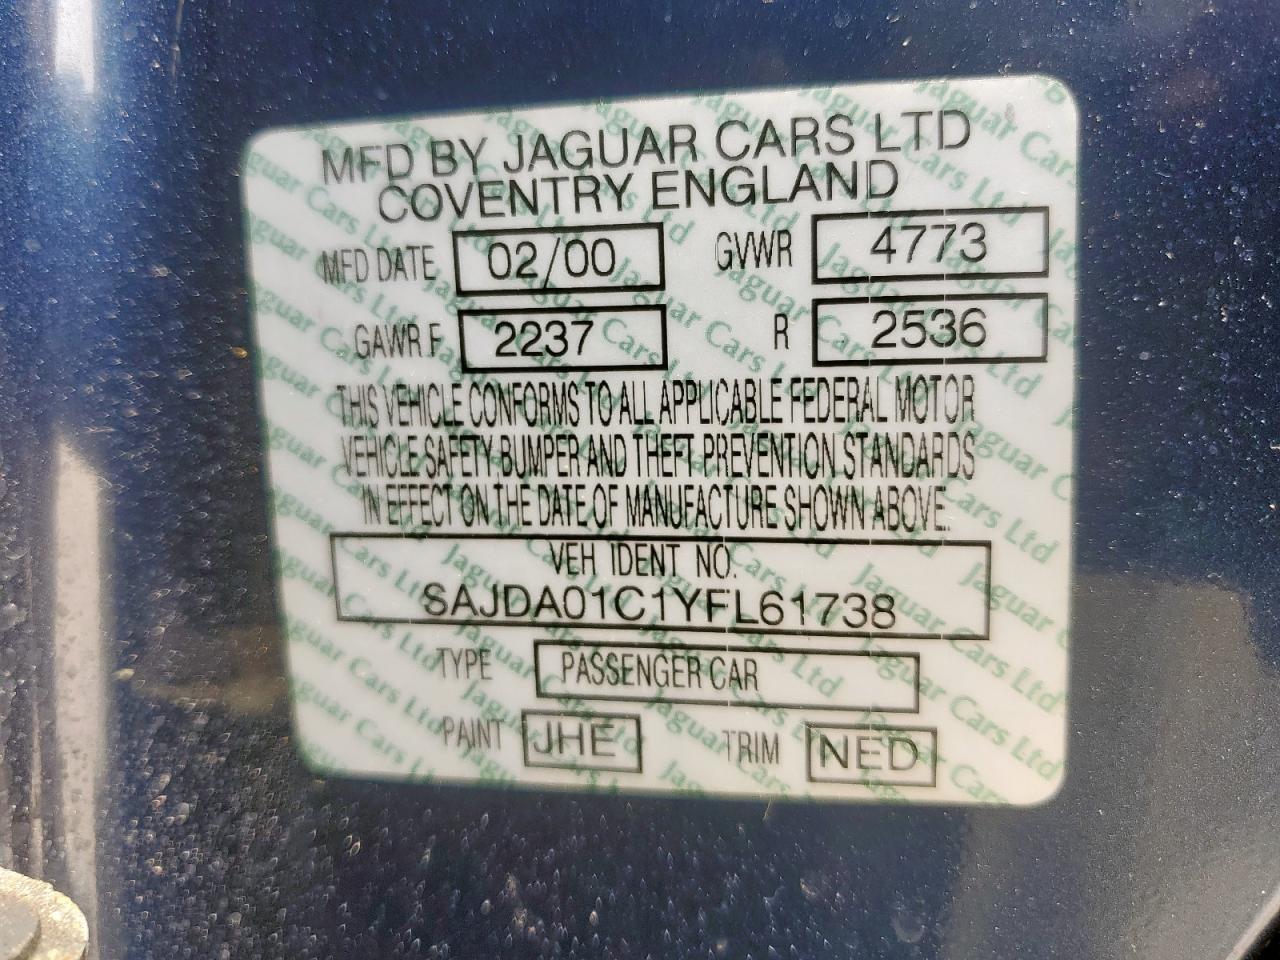 MFD BY JAGUAR CARS LTD
COVENTRY ENGLAND
MFD DATE 02/00 GVWR 4773
GAWR F 2237 R 2536
THIS VEHICLE CONFORMS TO ALL APPLICABLE FEDERAL MOTOR
VEHICLE SAFETY BUMPER AND THEFT PREVENTION STANDARDS
IN EFFECT ON THE DATE OF MANUFACTURE SHOWN ABOVE.
VEH IDENT NO.
SAJDA01C1YFL61738
TYPE PASSENGER CAR
PAINT JHE TRIM NED